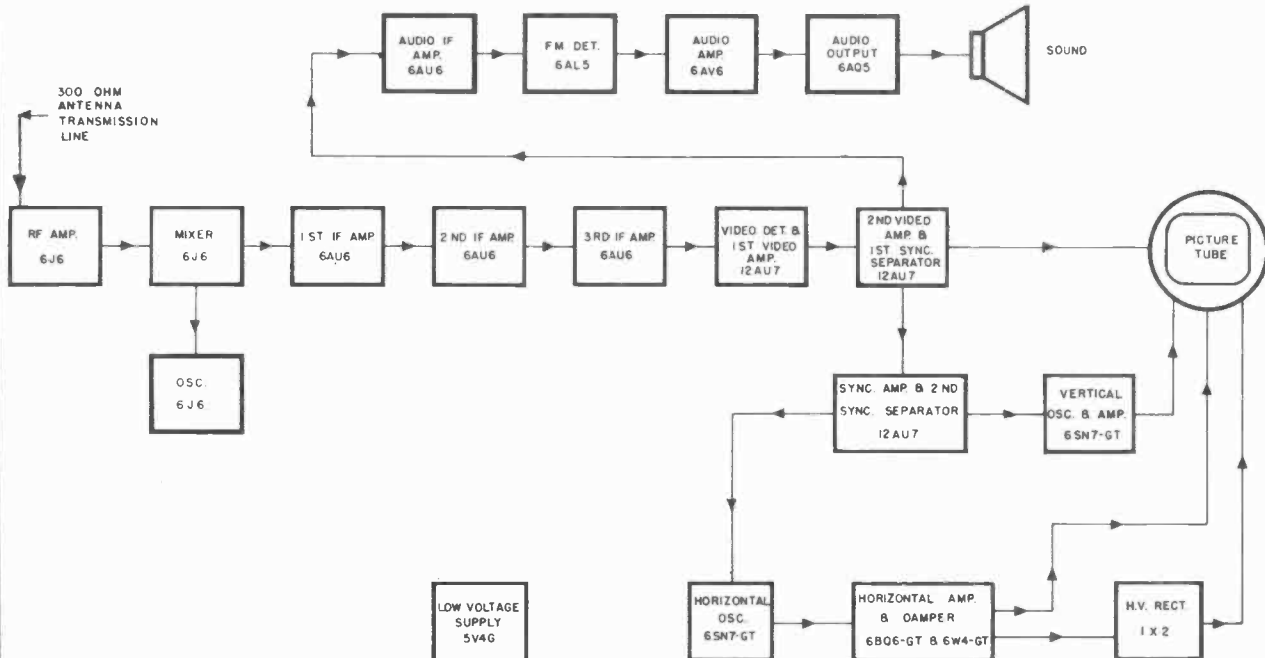 AUDIO IF
AMP.
6AU6
FM DET.
6AL5
AUDIO
AMP.
6AV6
AUDIO
OUTPUT
6AQ5
SOUND
300 OHM
ANTENNA
TRANSMISSION
LINE
RF AMP.
6J6
MIXER
6J6
1ST IF AMP
6AU6
2ND IF AMP.
6AU6
3RD IF AMP.
6AU6
VIDEO DET. &
1ST VIDEO
AMP.
12AU7
2ND VIDEO
AMP. &
1ST SYNC.
SEPARATOR
12AU7
PICTURE
TUBE
OSC.
6J6
SYNC. AMP. & 2ND
SYNC. SEPARATOR
12AU7
VERTICAL
OSC. & AMP.
6SN7-GT
LOW VOLTAGE
SUPPLY
5V4G
HORIZONTAL
OSC.
6SN7-GT
HORIZONTAL AMP.
& DAMPER
6BQ6-GT & 6W4-GT
H.V. RECT.
1X2